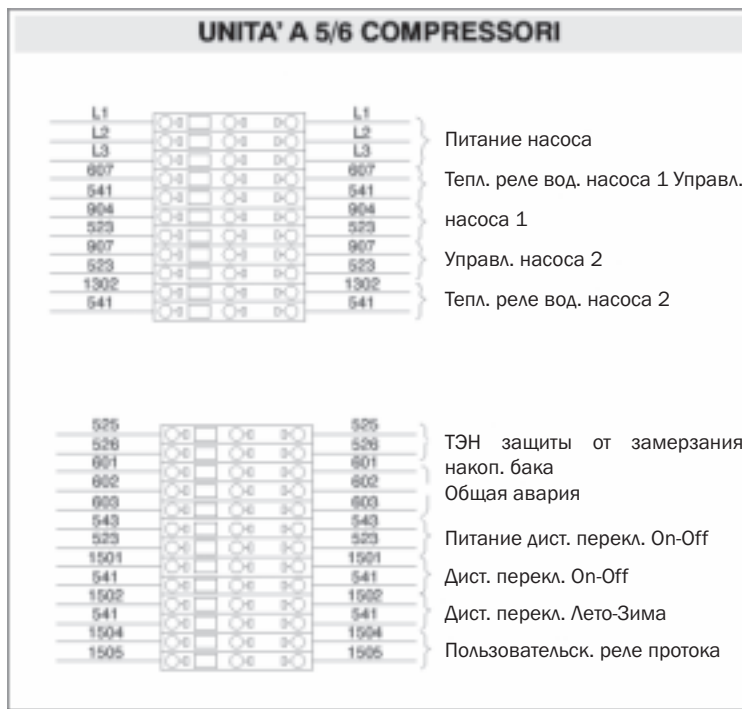 UNITA' A 5/6 COMPRESSORI
L1 L1
L2 L2
L3 L3
Питание насоса
607 607
541 541
Тепл. реле вод. насоса 1 Управл.
904 904
523 523
насоса 1
907 907
523 523
Управл. насоса 2
1302 1302
541 541
Тепл. реле вод. насоса 2
525 525
526 526
ТЭН защиты от замерзания
накоп. бака
601 601
602 602
603 603
Общая авария
543 543
523 523
Питание дист. перекл. On-Off
1501 1501
541 541
Дист. перекл. On-Off
1502 1502
541 541
Дист. перекл. Лето-Зима
1504 1504
1505 1505
Пользовательск. реле протока